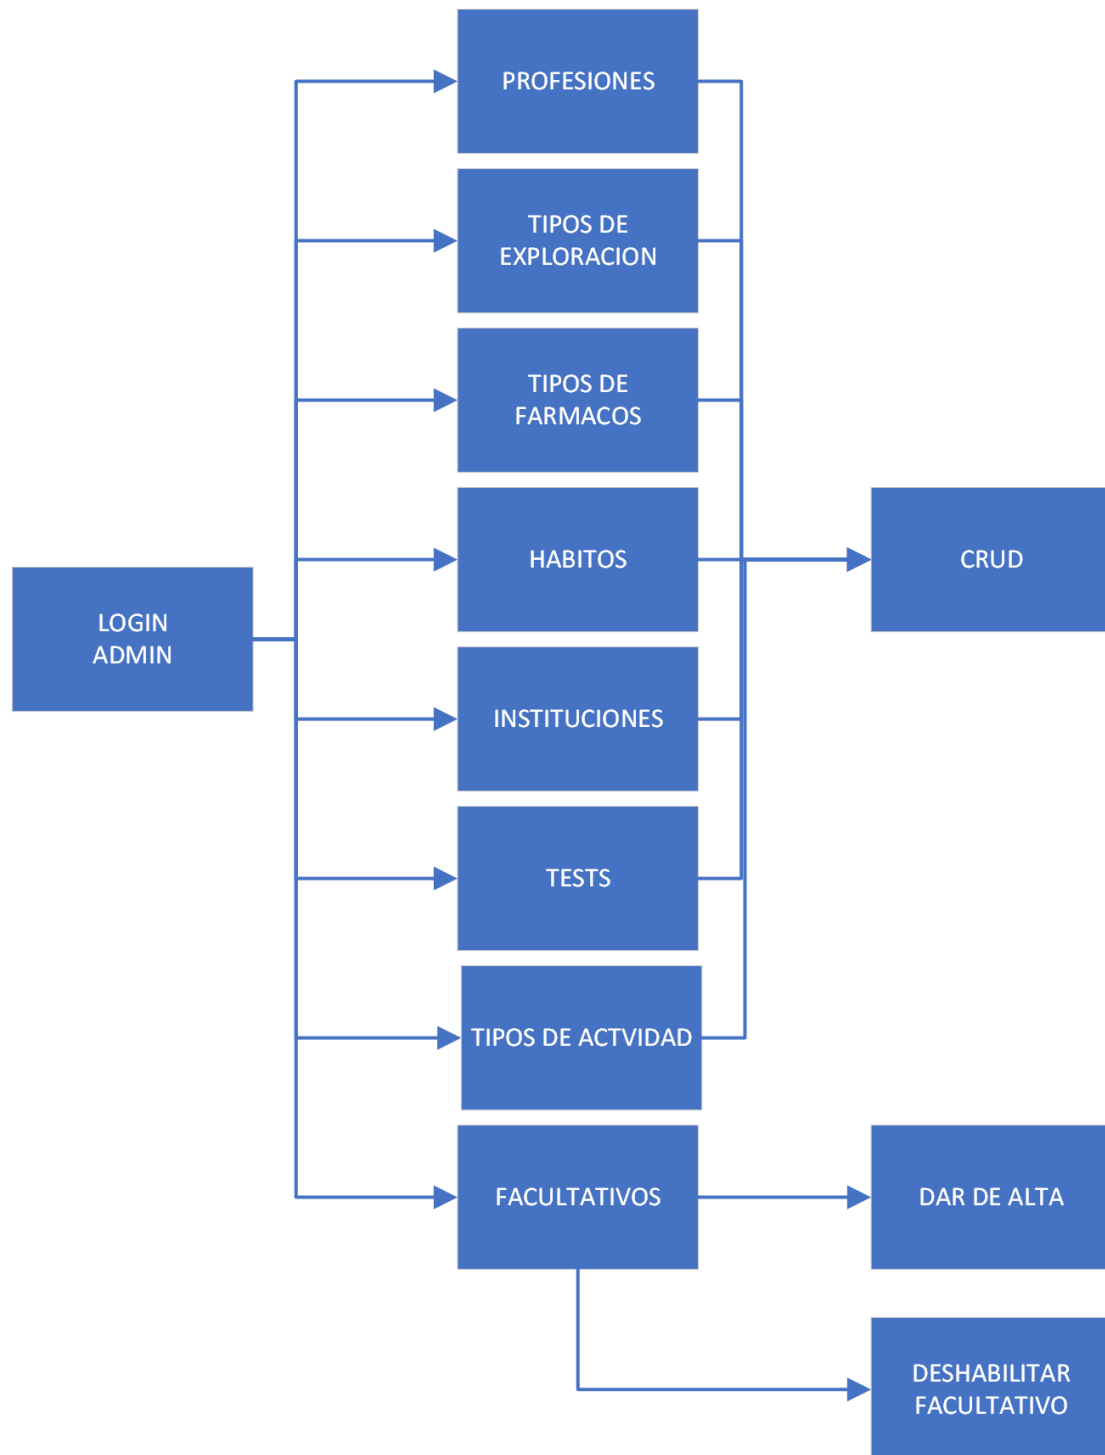 PROFESIONES
TIPOS DE
EXPLORACION
TIPOS DE
FARMACOS
HABITOS
CRUD
LOGIN
ADMIN
INSTITUCIONES
TESTS
TIPOS DE ACTVIDAD
FACULTATIVOS
DAR DE ALTA
DESHABILITAR
FACULTATIVO